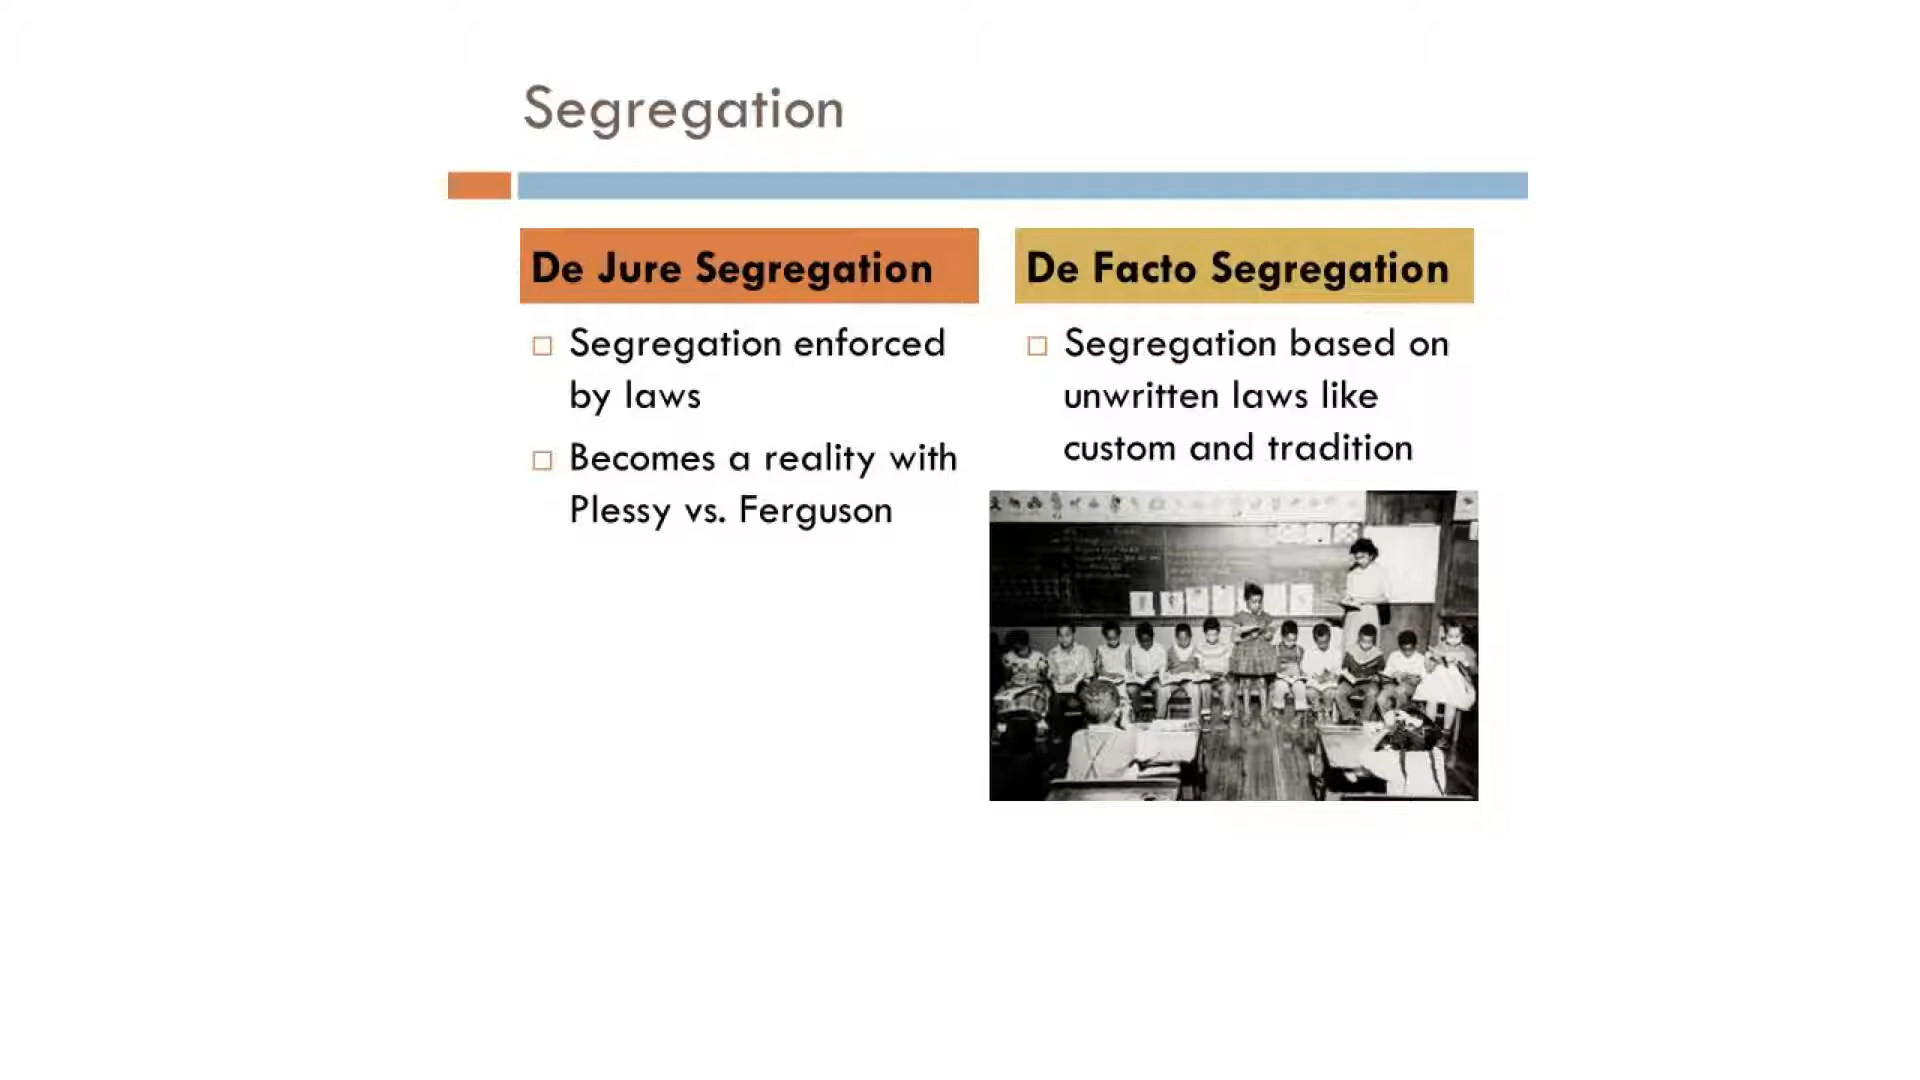 Segregation
De Jure Segregation
Segregation enforced
by laws
Becomes a reality with
Plessy vs. Ferguson
De Facto Segregation
Segregation based on
unwritten laws like
custom and tradition